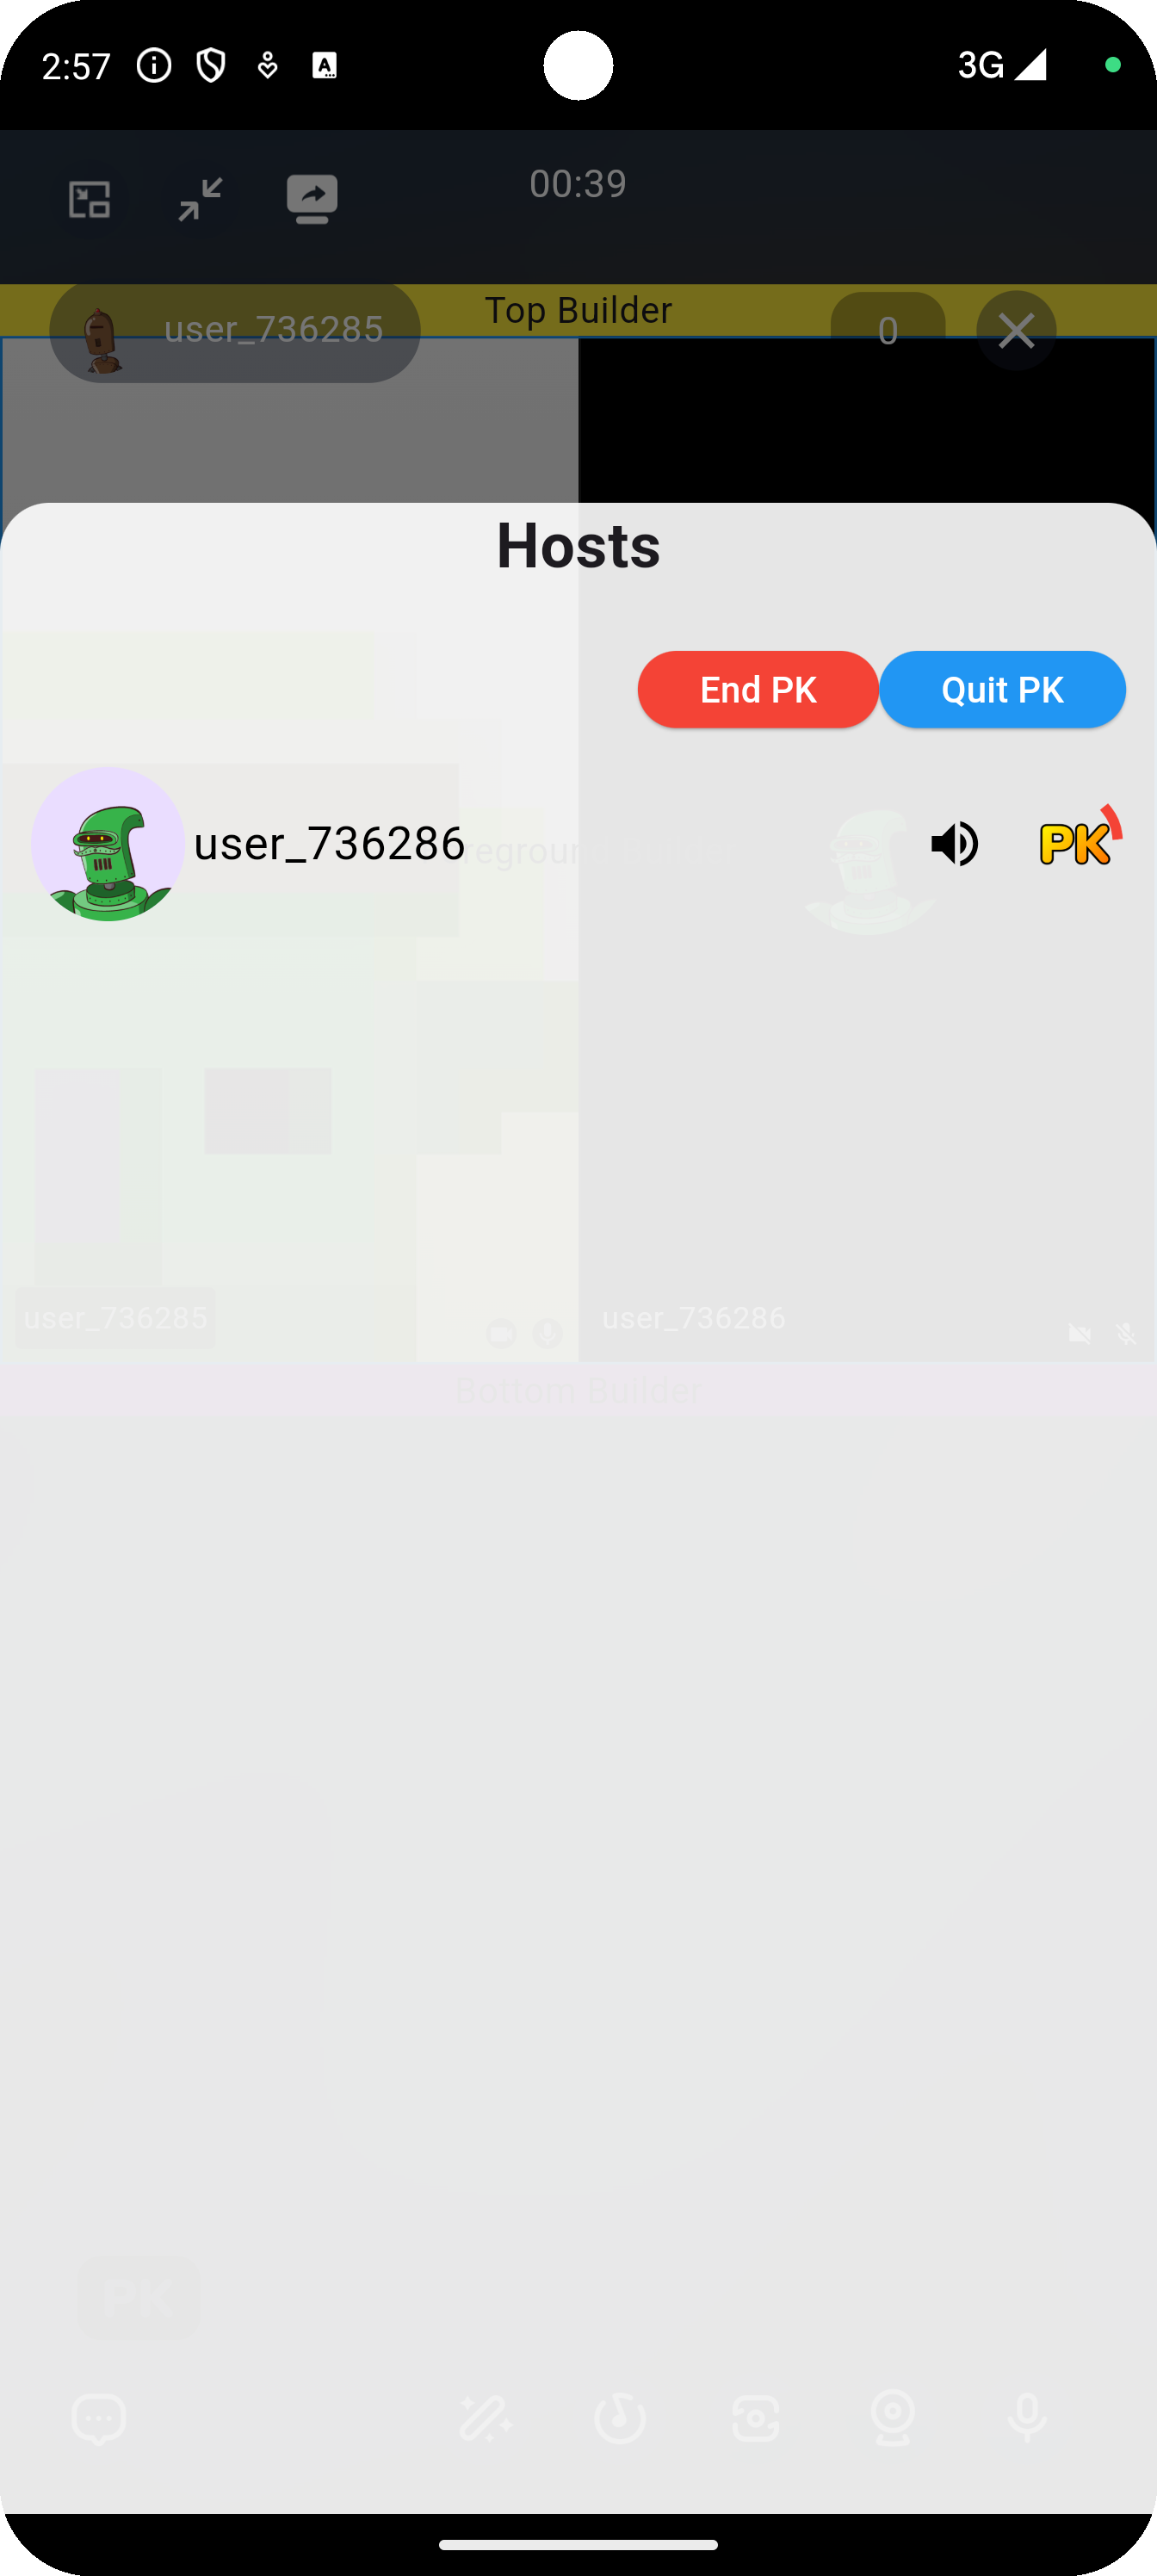 2:57
3G
00:39
user_736285
Top Builder
0
Hosts
End PK
Quit PK
user_736286
PK
user_736285
user_736286
Bottom Builder
PK